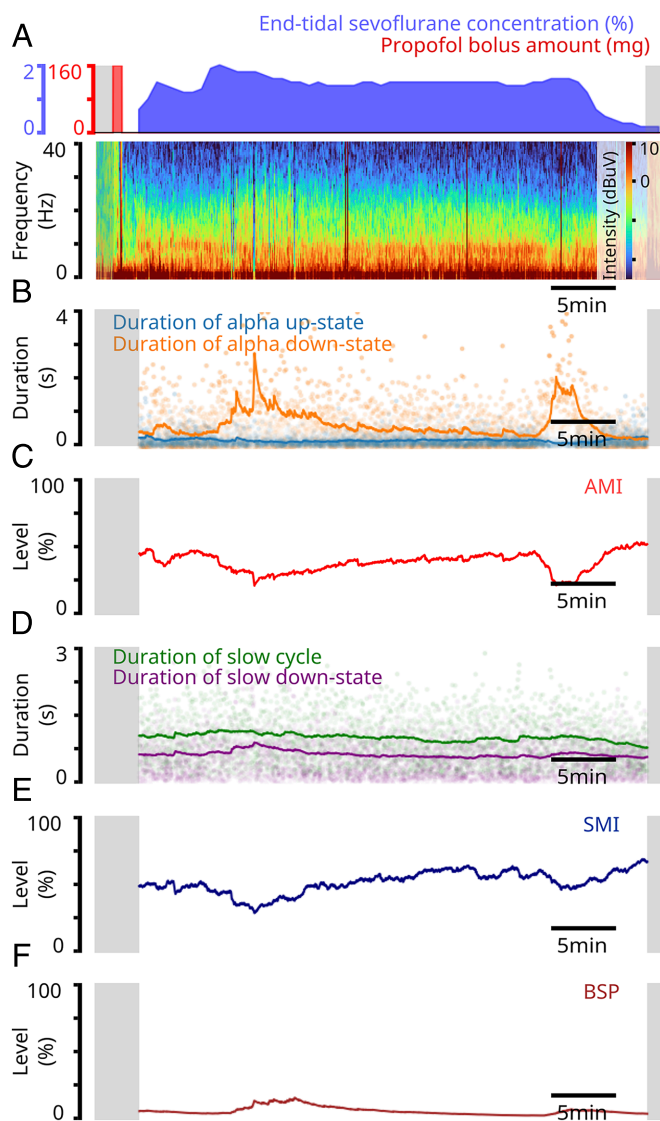 A
End-tidal sevoflurane concentration (%)
Propofol bolus amount (mg)
2 160
0 0
40
Frequency
(Hz)
0
Intensity (dBuV)
10
0
5min
B
4
Duration of alpha up-state
Duration of alpha down-state
Duration
(s)
0
5min
C
100
AMI
Level
(%)
0
5min
D
3
Duration of slow cycle
Duration of slow down-state
Duration
(s)
0
5min
E
100
SMI
Level
(%)
0
5min
F
100
BSP
Level
(%)
0
5min